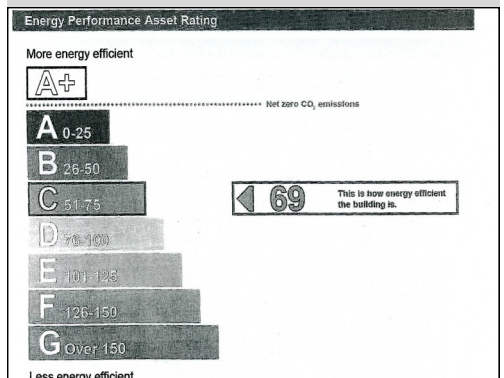 Energy Performance Asset Rating
More energy efficient
A+
Net zero CO₂ emissions
A 0-25
B 26-50
C 51-75
69 This is how energy efficient
the building is.
D 76-100
E 101-125
F 126-150
G Over 150
Less energy efficient